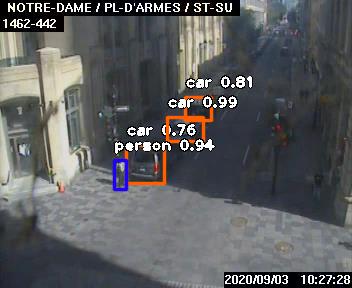 NOTRE-DAME / PL-D'ARMES / ST-SU
1462-442
car 0.81
car 0.99
car 0.76
person 0.94
2020/09/03 10:27:28